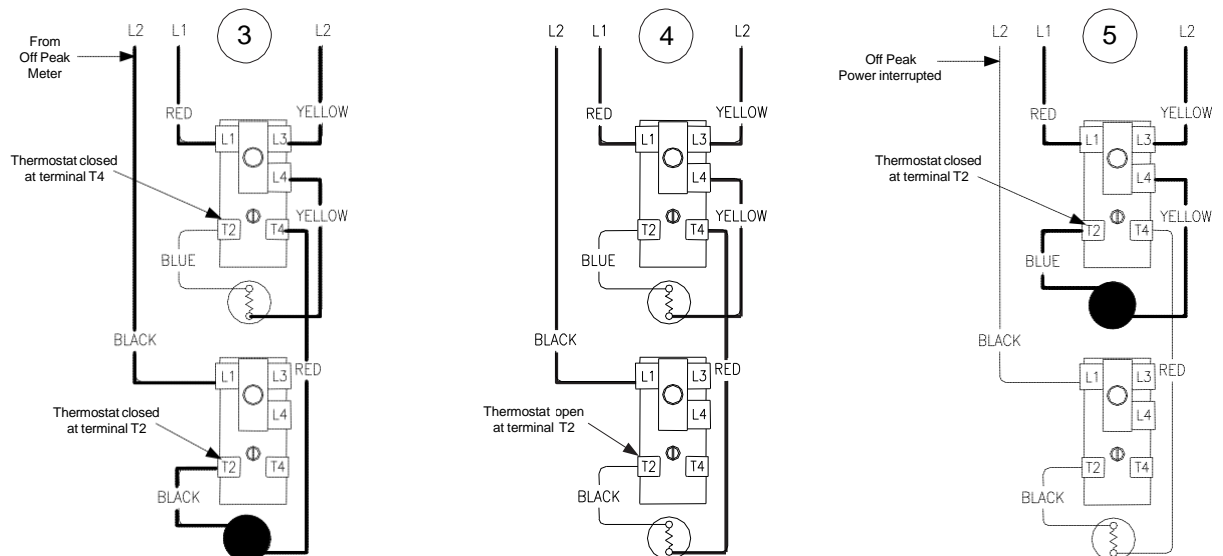 From
Off Peak
Meter
L2
L1
3
L2
RED
YELLOW
L1
L3
Thermostat closed
at terminal T4
L4
YELLOW
T2
T4
BLUE
BLACK
L1
L3
RED
L4
Thermostat closed
at terminal T2
T2
T4
BLACK
L2
L1
4
L2
RED
YELLOW
L1
L3
L4
YELLOW
T2
T4
BLUE
BLACK
L1
L3
RED
L4
Thermostat open
at terminal T2
T2
T4
BLACK
L2
L1
5
L2
Off Peak
Power interrupted
RED
YELLOW
L1
L3
Thermostat closed
at terminal T2
L4
YELLOW
T2
T4
BLUE
BLACK
L1
L3
RED
L4
T2
T4
BLACK